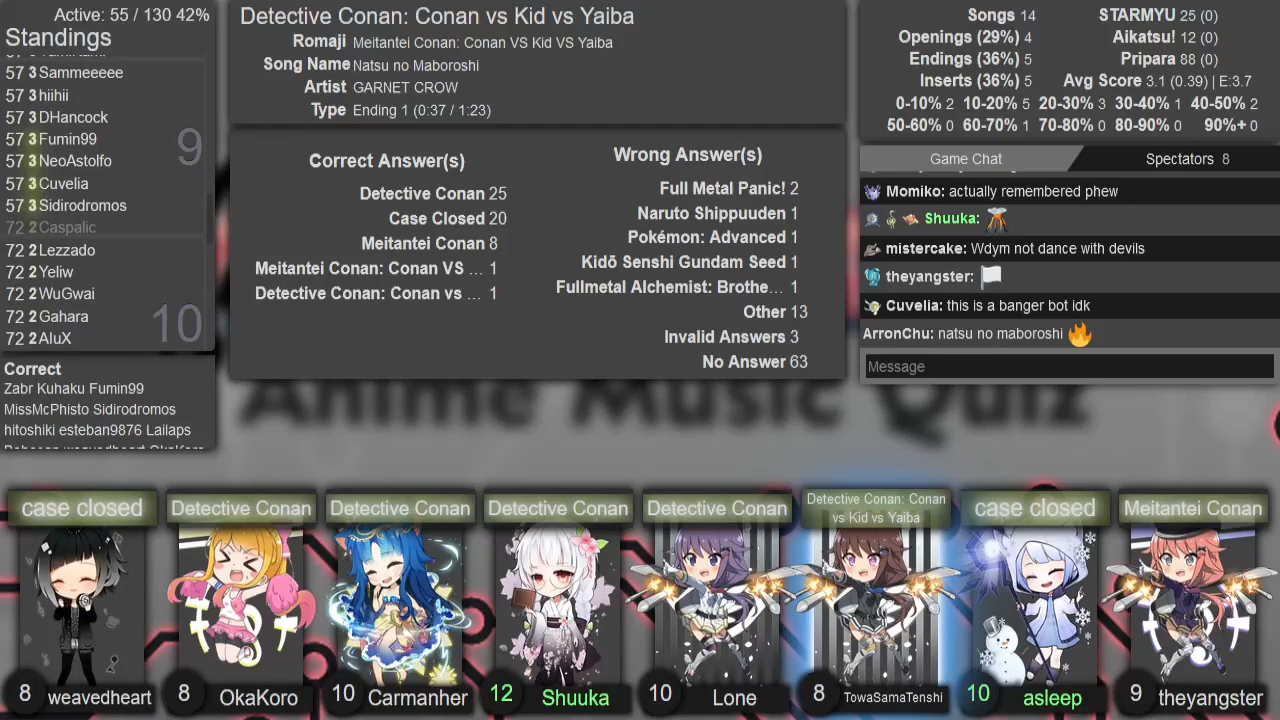 Active: 55 / 130 42%
Standings
57 3 Sammeeeee
57 3 hiihii
57 3 DHancock
57 3 Fumin99
9
57 3 NeoAstolfo
57 3 Cuvelia
57 3 Sidirodromos
72 2 Caspalic
72 2 Lezzado
72 2 Yeliw
72 2 WuGwai
72 2 Gahara
10
72 2 AluX
Correct
Zabr Kuhaku Fumin99
MissMcPhisto Sidirodromos
hitoshiki esteban9876 Lailaps
Detective Conan: Conan vs Kid vs Yaiba
Romaji Meitantei Conan: Conan VS Kid VS Yaiba
Song Name Natsu no Maboroshi
Artist GARNET CROW
Type Ending 1 (0:37 / 1:23)
Correct Answer(s)
Detective Conan 25
Case Closed 20
Meitantei Conan 8
Meitantei Conan: Conan VS ... 1
Detective Conan: Conan vs ... 1
Wrong Answer(s)
Full Metal Panic! 2
Naruto Shippuuden 1
Pokémon: Advanced 1
Kidō Senshi Gundam Seed 1
Fullmetal Alchemist: Brothe... 1
Other 13
Invalid Answers 3
No Answer 63
Songs 14
Openings (29%) 4
Endings (36%) 5
Inserts (36%) 5
STARMYU 25 (0)
Aikatsu! 12 (0)
Pripara 88 (0)
Avg Score 3.1 (0.39) | E:3.7
0-10% 2 10-20% 5 20-30% 3 30-40% 1 40-50% 2
50-60% 0 60-70% 1 70-80% 0 80-90% 0 90%+ 0
Game Chat
Spectators 8
Momiko: actually remembered phew
Shuuka:
mistercake: Wdym not dance with devils
theyangster:
Cuvelia: this is a banger bot idk
ArronChu: natsu no maboroshi
Message
Anime Music Quiz
case closed
Detective Conan
Detective Conan
Detective Conan
Detective Conan
Detective Conan: Conan
vs Kid vs Yaiba
case closed
Meitantei Conan
8 weavedheart
8 OkaKoro
10 Carmanher
12 Shuuka
10 Lone
8 TowaSamaTenshi
10 asleep
9 theyangster